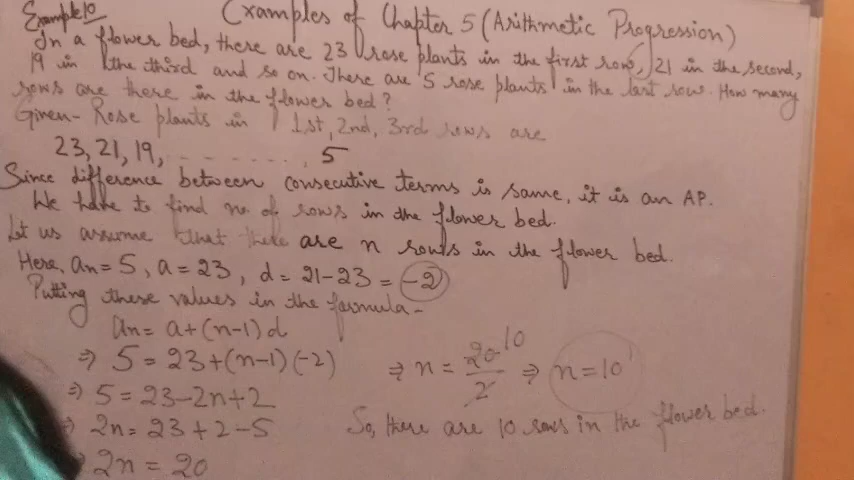 Example 10
Examples of Chapter 5 (Arithmetic Progression)
In a flower bed, there are 23 rose plants in the first row, 21 in the second,
19 in the third and so on. There are 5 rose plants in the last row. How many
rows are there in the flower bed?
Given- Rose plants in 1st, 2nd, 3rd rows are
23, 21, 19, - - - - - - - ., 5
Since difference between consecutive terms is same, it is an AP.
We have to find no. of rows in the flower bed.
Let us assume that there are n rows in the flower bed.
Here, an = 5, a = 23, d = 21-23 = -2
Putting these values in the formula-
an = a+(n-1)d
⇒ 5 = 23+(n-1)(-2)
⇒ 5 = 23-2n+2
⇒ 2n = 23+2-5
⇒ 2n = 20
⇒ n = 20/2 10 ⇒ n = 10
So, there are 10 rows in the flower bed.